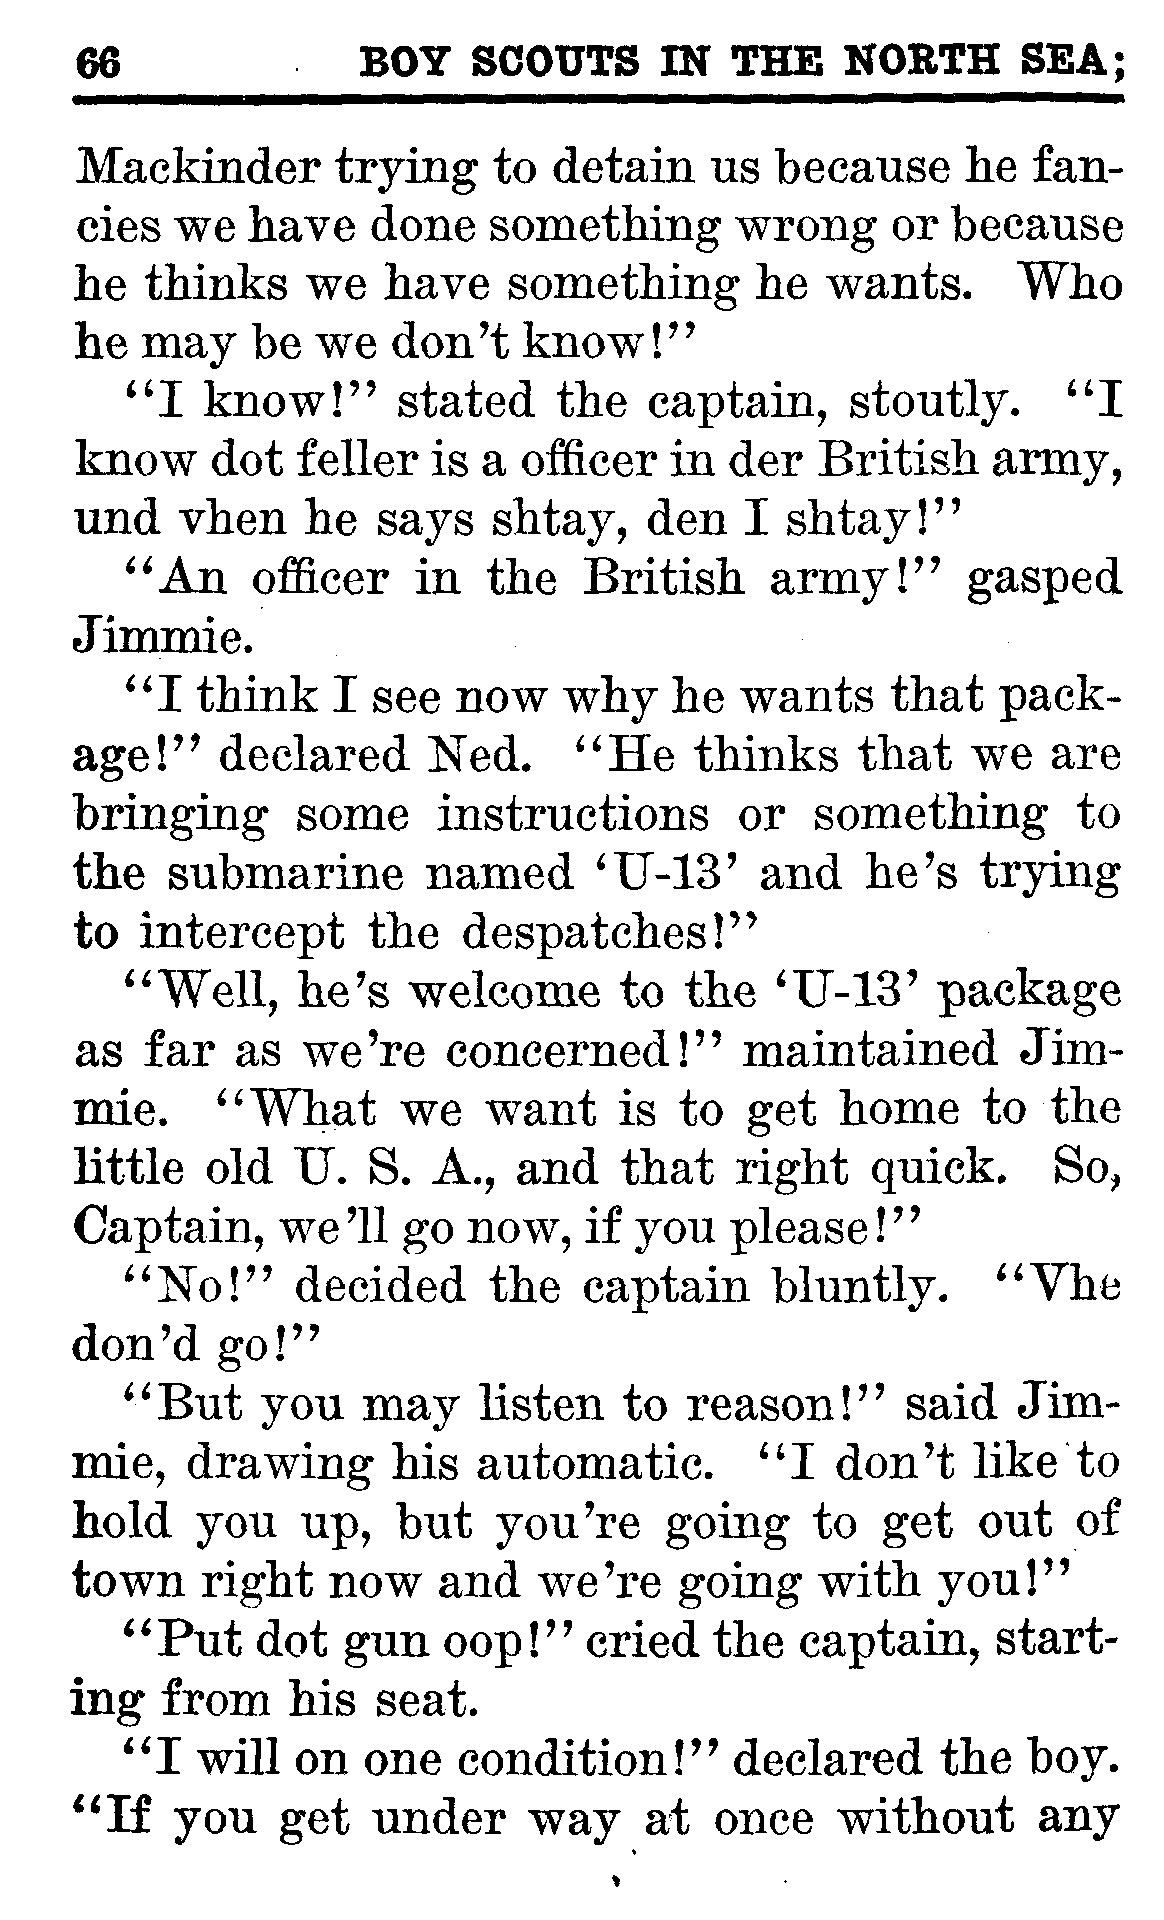 66 BOY SCOUTS IN THE NORTH SEA;
Mackinder trying to detain us because he fan-
cies we have done something wrong or because
he thinks we have something he wants. Who
he may be we don't know!"
"I know!" stated the captain, stoutly. "I
know dot feller is a officer in der British army,
und vhen he says shtay, den I shtay!"
"An officer in the British army!" gasped
Jimmie.
"I think I see now why he wants that pack-
age!" declared Ned. "He thinks that we are
bringing some instructions or something to
the submarine named 'U-13' and he's trying
to intercept the despatches!"
"Well, he's welcome to the 'U-13' package
as far as we're concerned!" maintained Jim-
mie. "What we want is to get home to the
little old U. S. A., and that right quick. So,
Captain, we'll go now, if you please!"
"No!" decided the captain bluntly. "Vhe
don'd go!"
"But you may listen to reason!" said Jim-
mie, drawing his automatic. "I don't like to
hold you up, but you're going to get out of
town right now and we're going with you!"
"Put dot gun oop!" cried the captain, start-
ing from his seat.
"I will on one condition!" declared the boy.
"If you get under way at once without any